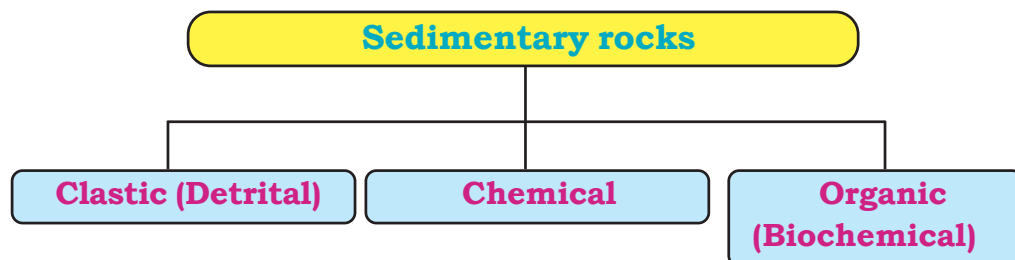 Sedimentary rocks
Clastic (Detrital)
Chemical
Organic
(Biochemical)